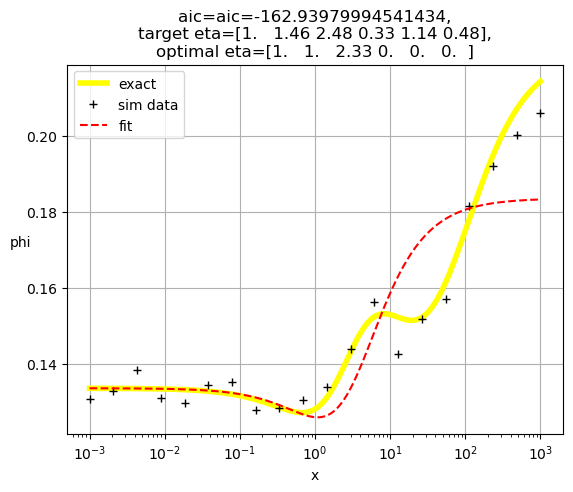 aic=aic=-162.93979994541434,
target eta=[1.   1.46 2.48 0.33 1.14 0.48],
optimal eta=[1.   1.   2.33 0.   0.   0.  ]
exact
sim data
fit
0.20
0.18
phi
0.16
0.14
10⁻³ 10⁻² 10⁻¹ 10⁰ 10¹ 10² 10³
x